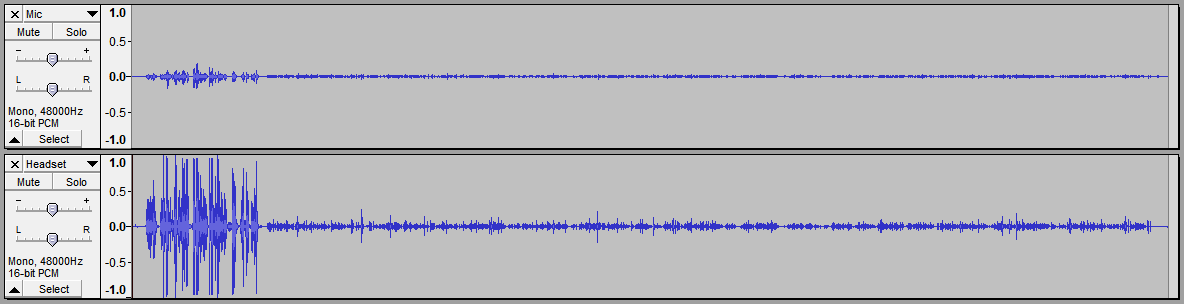 × Mic ▼
Mute Solo
- +
L R
Mono, 48000Hz
16-bit PCM
▲ Select
1.0
0.5-
0.0-
-0.5-
-1.0
× Headset ▼
Mute Solo
- +
L R
Mono, 48000Hz
16-bit PCM
▲ Select
1.0
0.5-
0.0-
-0.5-
-1.0